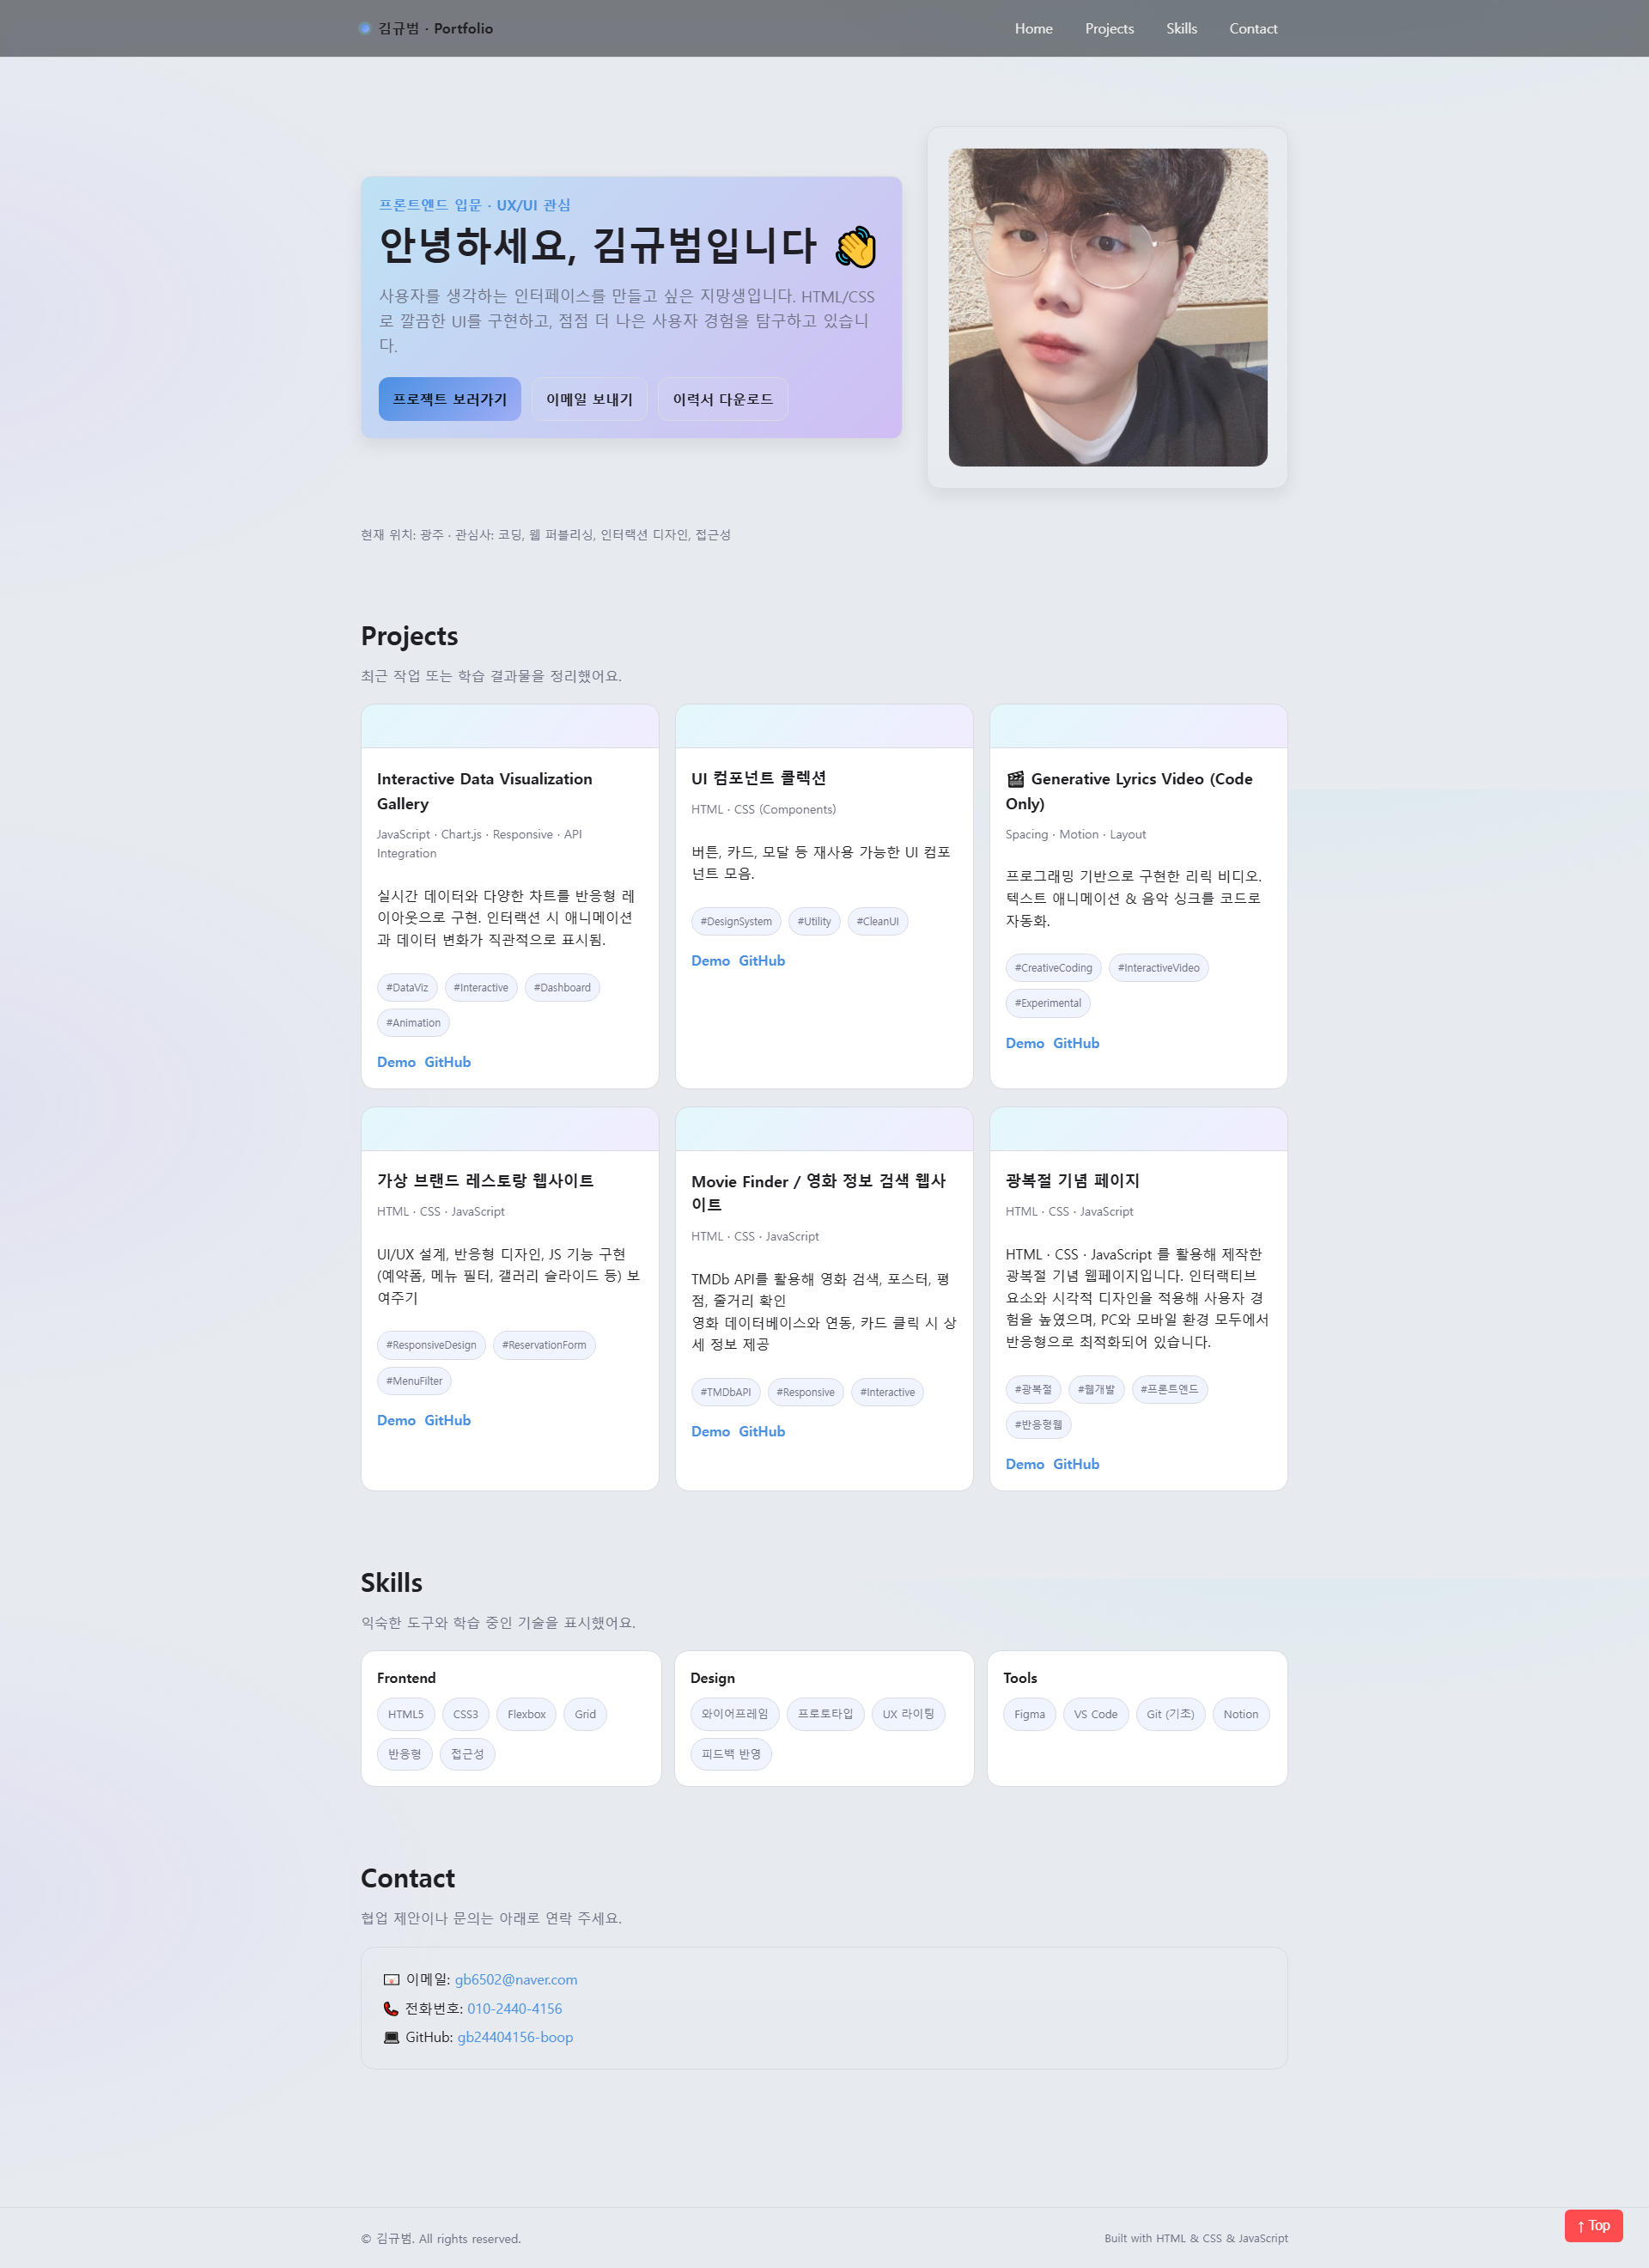 김규범 · Portfolio
Home
Projects
Skills
Contact
프론트엔드 입문 · UX/UI 관심
안녕하세요, 김규범입니다 👋
사용자를 생각하는 인터페이스를 만들고 싶은 지망생입니다. HTML/CSS
로 깔끔한 UI를 구현하고, 점점 더 나은 사용자 경험을 탐구하고 있습니
다.
프로젝트 보러가기
이메일 보내기
이력서 다운로드
현재 위치: 광주 · 관심사: 코딩, 웹 퍼블리싱, 인터랙션 디자인, 접근성
Projects
최근 작업 또는 학습 결과물을 정리했어요.
Interactive Data Visualization
Gallery
JavaScript · Chart.js · Responsive · API
Integration
실시간 데이터와 다양한 차트를 반응형 레
이아웃으로 구현. 인터랙션 시 애니메이션
과 데이터 변화가 직관적으로 표시됨.
#DataViz
#Interactive
#Dashboard
#Animation
Demo GitHub
UI 컴포넌트 콜렉션
HTML · CSS (Components)
버튼, 카드, 모달 등 재사용 가능한 UI 컴포
넌트 모음.
#DesignSystem
#Utility
#CleanUI
Demo GitHub
🎬 Generative Lyrics Video (Code
Only)
Spacing · Motion · Layout
프로그래밍 기반으로 구현한 리릭 비디오.
텍스트 애니메이션 & 음악 싱크를 코드로
자동화.
#CreativeCoding
#InteractiveVideo
#Experimental
Demo GitHub
가상 브랜드 레스토랑 웹사이트
HTML · CSS · JavaScript
UI/UX 설계, 반응형 디자인, JS 기능 구현
(예약폼, 메뉴 필터, 갤러리 슬라이드 등) 보
여주기
#ResponsiveDesign
#ReservationForm
#MenuFilter
Demo GitHub
Movie Finder / 영화 정보 검색 웹사
이트
HTML · CSS · JavaScript
TMDb API를 활용해 영화 검색, 포스터, 평
점, 줄거리 확인
영화 데이터베이스와 연동, 카드 클릭 시 상
세 정보 제공
#TMDbAPI
#Responsive
#Interactive
Demo GitHub
광복절 기념 페이지
HTML · CSS · JavaScript
HTML · CSS · JavaScript 를 활용해 제작한
광복절 기념 웹페이지입니다. 인터랙티브
요소와 시각적 디자인을 적용해 사용자 경
험을 높였으며, PC와 모바일 환경 모두에서
반응형으로 최적화되어 있습니다.
#광복절
#웹개발
#프론트엔드
#반응형웹
Demo GitHub
Skills
익숙한 도구와 학습 중인 기술을 표시했어요.
Frontend
HTML5
CSS3
Flexbox
Grid
반응형
접근성
Design
와이어프레임
프로토타입
UX 라이팅
피드백 반영
Tools
Figma
VS Code
Git (기초)
Notion
Contact
협업 제안이나 문의는 아래로 연락 주세요.
📧 이메일: gb6502@naver.com
📞 전화번호: 010-2440-4156
💻 GitHub: gb24404156-boop
© 김규범. All rights reserved.
Built with HTML & CSS & JavaScript
↑ Top